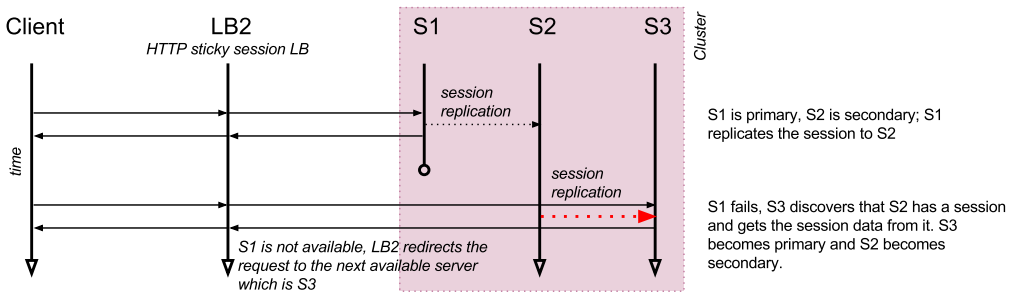 Client
LB2
S1
S2
S3
HTTP sticky session LB
Cluster
session
replication
S1 is primary, S2 is secondary; S1
replicates the session to S2
time
session
replication
S1 fails, S3 discovers that S2 has a session
and gets the session data from it. S3
becomes primary and S2 becomes
secondary.
S1 is not available, LB2 redirects the
request to the next available server
which is S3